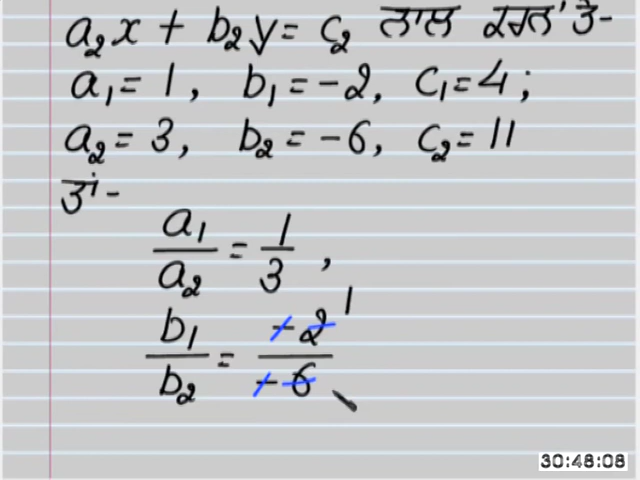 a₂x + b₂y = c₂ ਨਾਲ ਕਰਨ ਤੇ-
a₁ = 1, b₁ = -2, c₁ = 4;
a₂ = 3, b₂ = -6, c₂ = 11
ਤਾਂ-
a₁/a₂ = 1/3,
b₁/b₂ = -2/-6 1
30:48:08